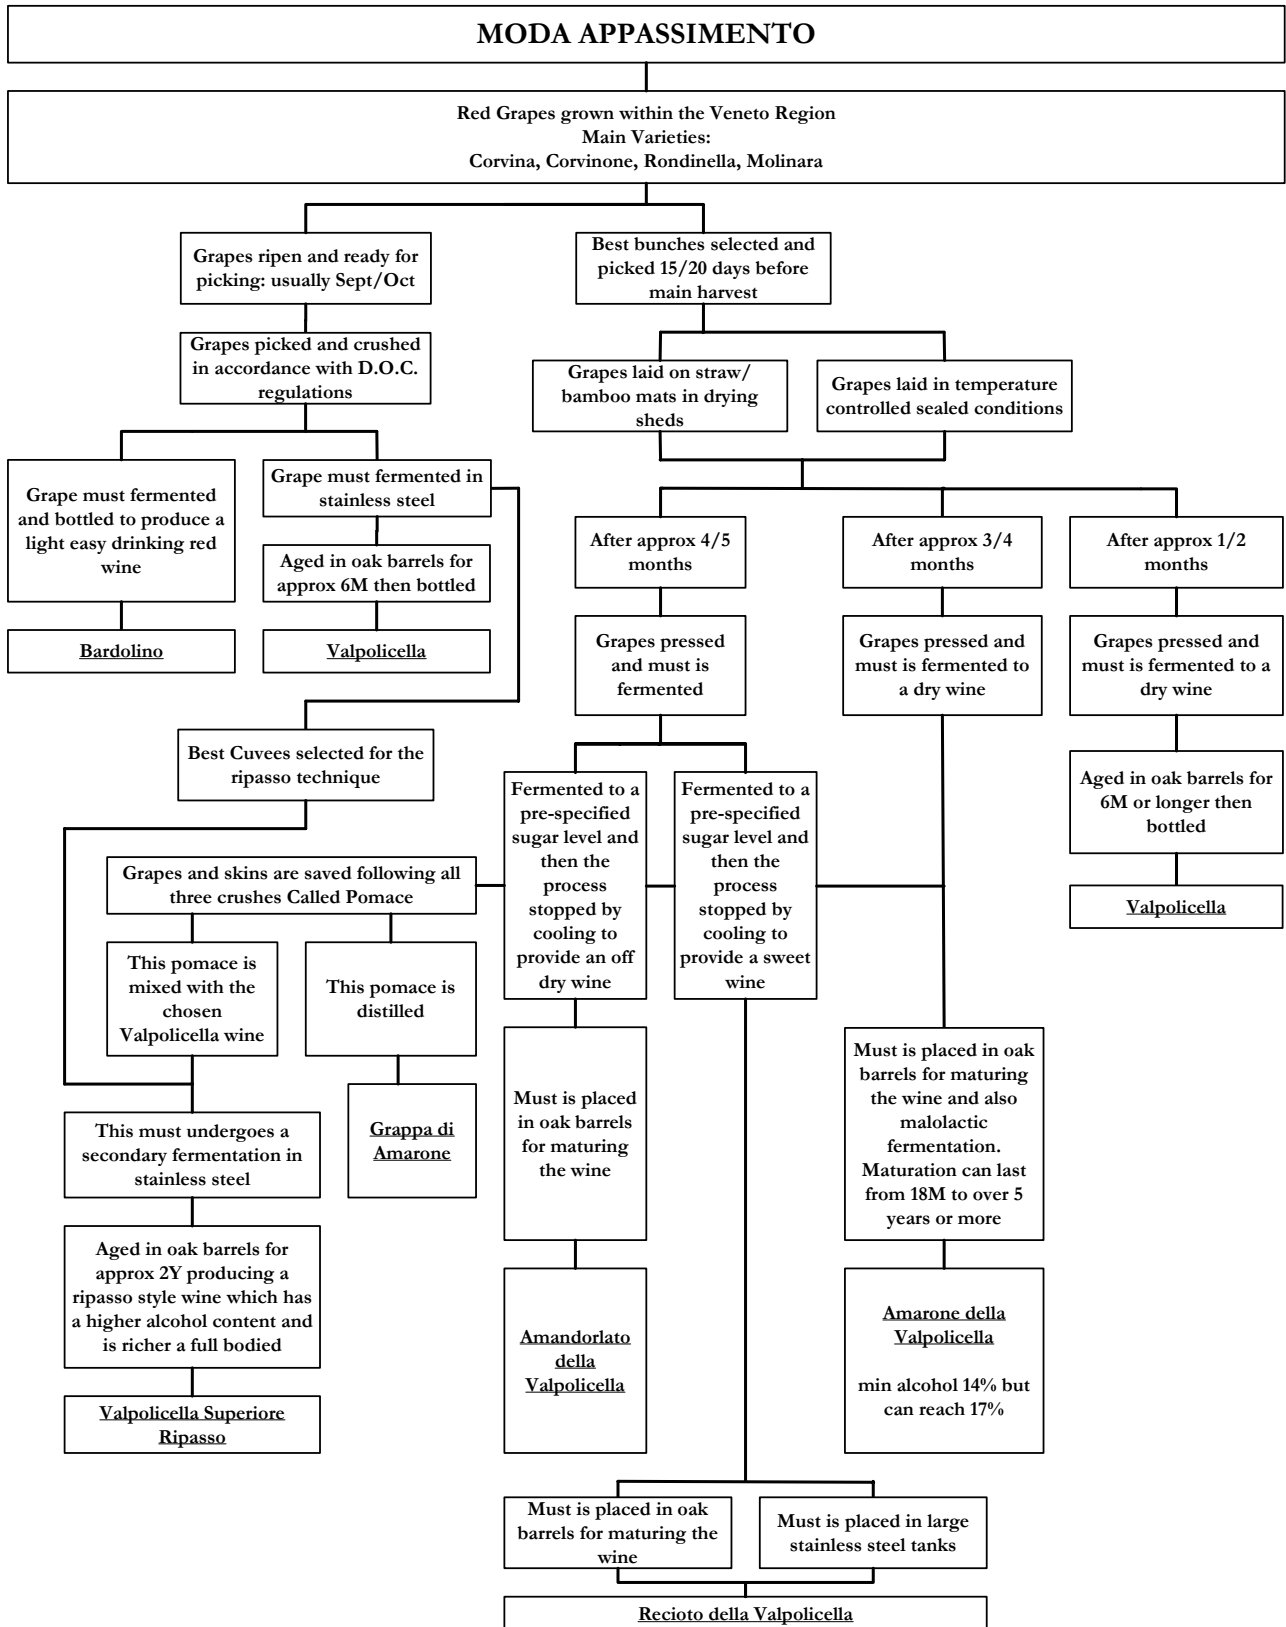 MODA APPASSIMENTO
Red Grapes grown within the Veneto Region
Main Varieties:
Corvina, Corvinone, Rondinella, Molinara
Grapes ripen and ready for
picking: usually Sept/Oct
Best bunches selected and
picked 15/20 days before
main harvest
Grapes picked and crushed
in accordance with D.O.C.
regulations
Grapes laid on straw/
bamboo mats in drying
sheds
Grapes laid in temperature
controlled sealed conditions
Grape must fermented
and bottled to produce a
light easy drinking red
wine
Grape must fermented in
stainless steel
Aged in oak barrels for
approx 6M then bottled
After approx 4/5
months
After approx 3/4
months
After approx 1/2
months
Bardolino
Valpolicella
Grapes pressed
and must is
fermented
Grapes pressed and
must is fermented to
a dry wine
Grapes pressed and
must is fermented to a
dry wine
Best Cuvees selected for the
ripasso technique
Fermented to a
pre-specified
sugar level and
then the
process
stopped by
cooling to
provide an off
dry wine
Fermented to a
pre-specified
sugar level and
then the
process
stopped by
cooling to
provide a sweet
wine
Aged in oak barrels for
6M or longer then
bottled
Grapes and skins are saved following all
three crushes Called Pomace
Valpolicella
This pomace is
mixed with the
chosen
Valpolicella wine
This pomace is
distilled
Must is placed
in oak barrels
for maturing
the wine
Must is placed in oak
barrels for maturing
the wine and also
malolactic
fermentation.
Maturation can last
from 18M to over 5
years or more
This must undergoes a
secondary fermentation in
stainless steel
Grappa di
Amarone
Aged in oak barrels for
approx 2Y producing a
ripasso style wine which has
a higher alcohol content and
is richer a full bodied
Amandorlato
della
Valpolicella
Amarone della
Valpolicella
min alcohol 14% but
can reach 17%
Valpolicella Superiore
Ripasso
Must is placed in oak
barrels for maturing the
wine
Must is placed in large
stainless steel tanks
Recioto della Valpolicella